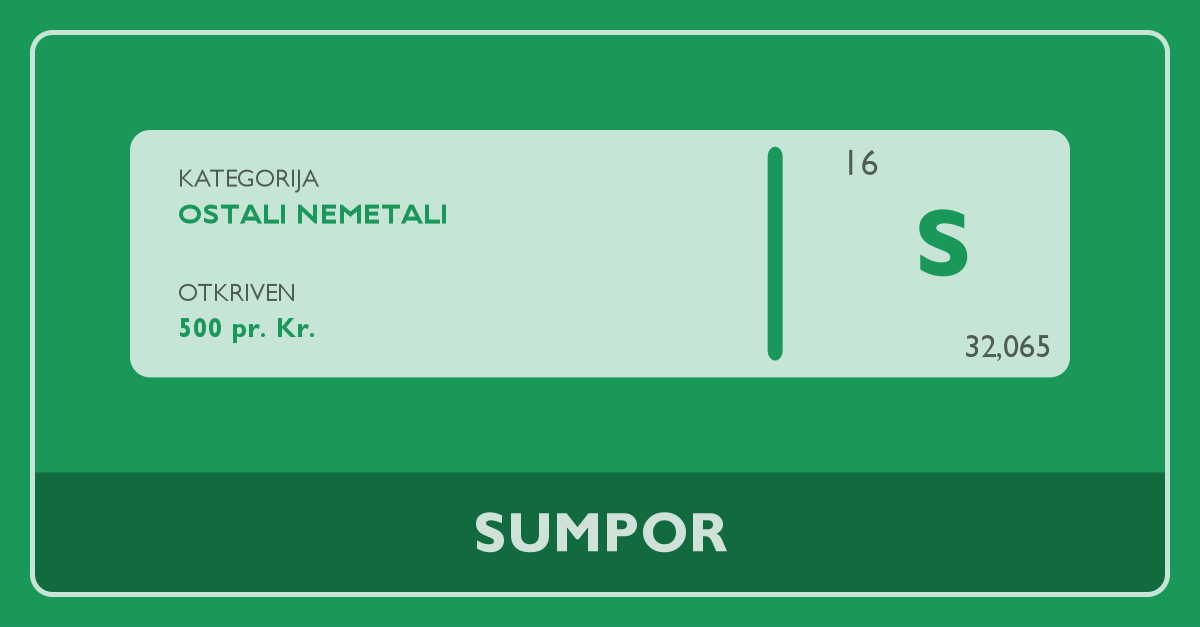 KATEGORIJA
OSTALI NEMETALI
OTKRIVEN
500 pr. Kr.
16
S
32,065
SUMPOR